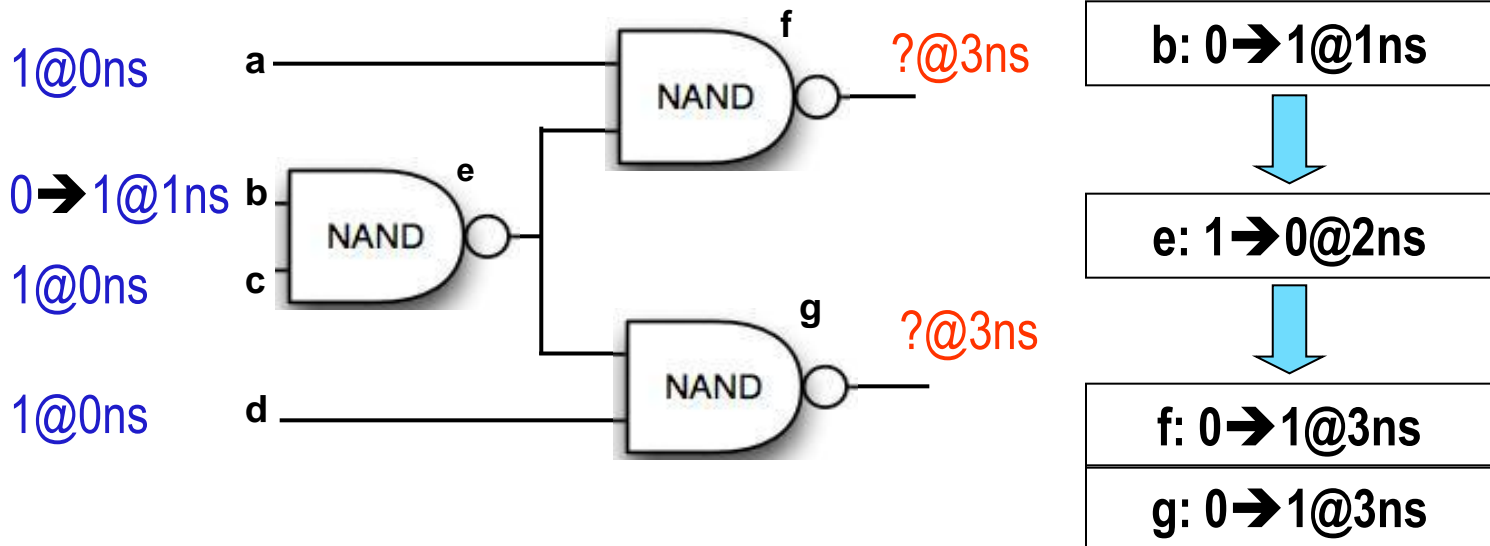 1@0ns
a
NAND
f
?@3ns
0➔1@1ns
b
NAND
e
1@0ns
c
1@0ns
d
NAND
g
?@3ns
b: 0➔1@1ns
e: 1➔0@2ns
f: 0➔1@3ns
g: 0➔1@3ns